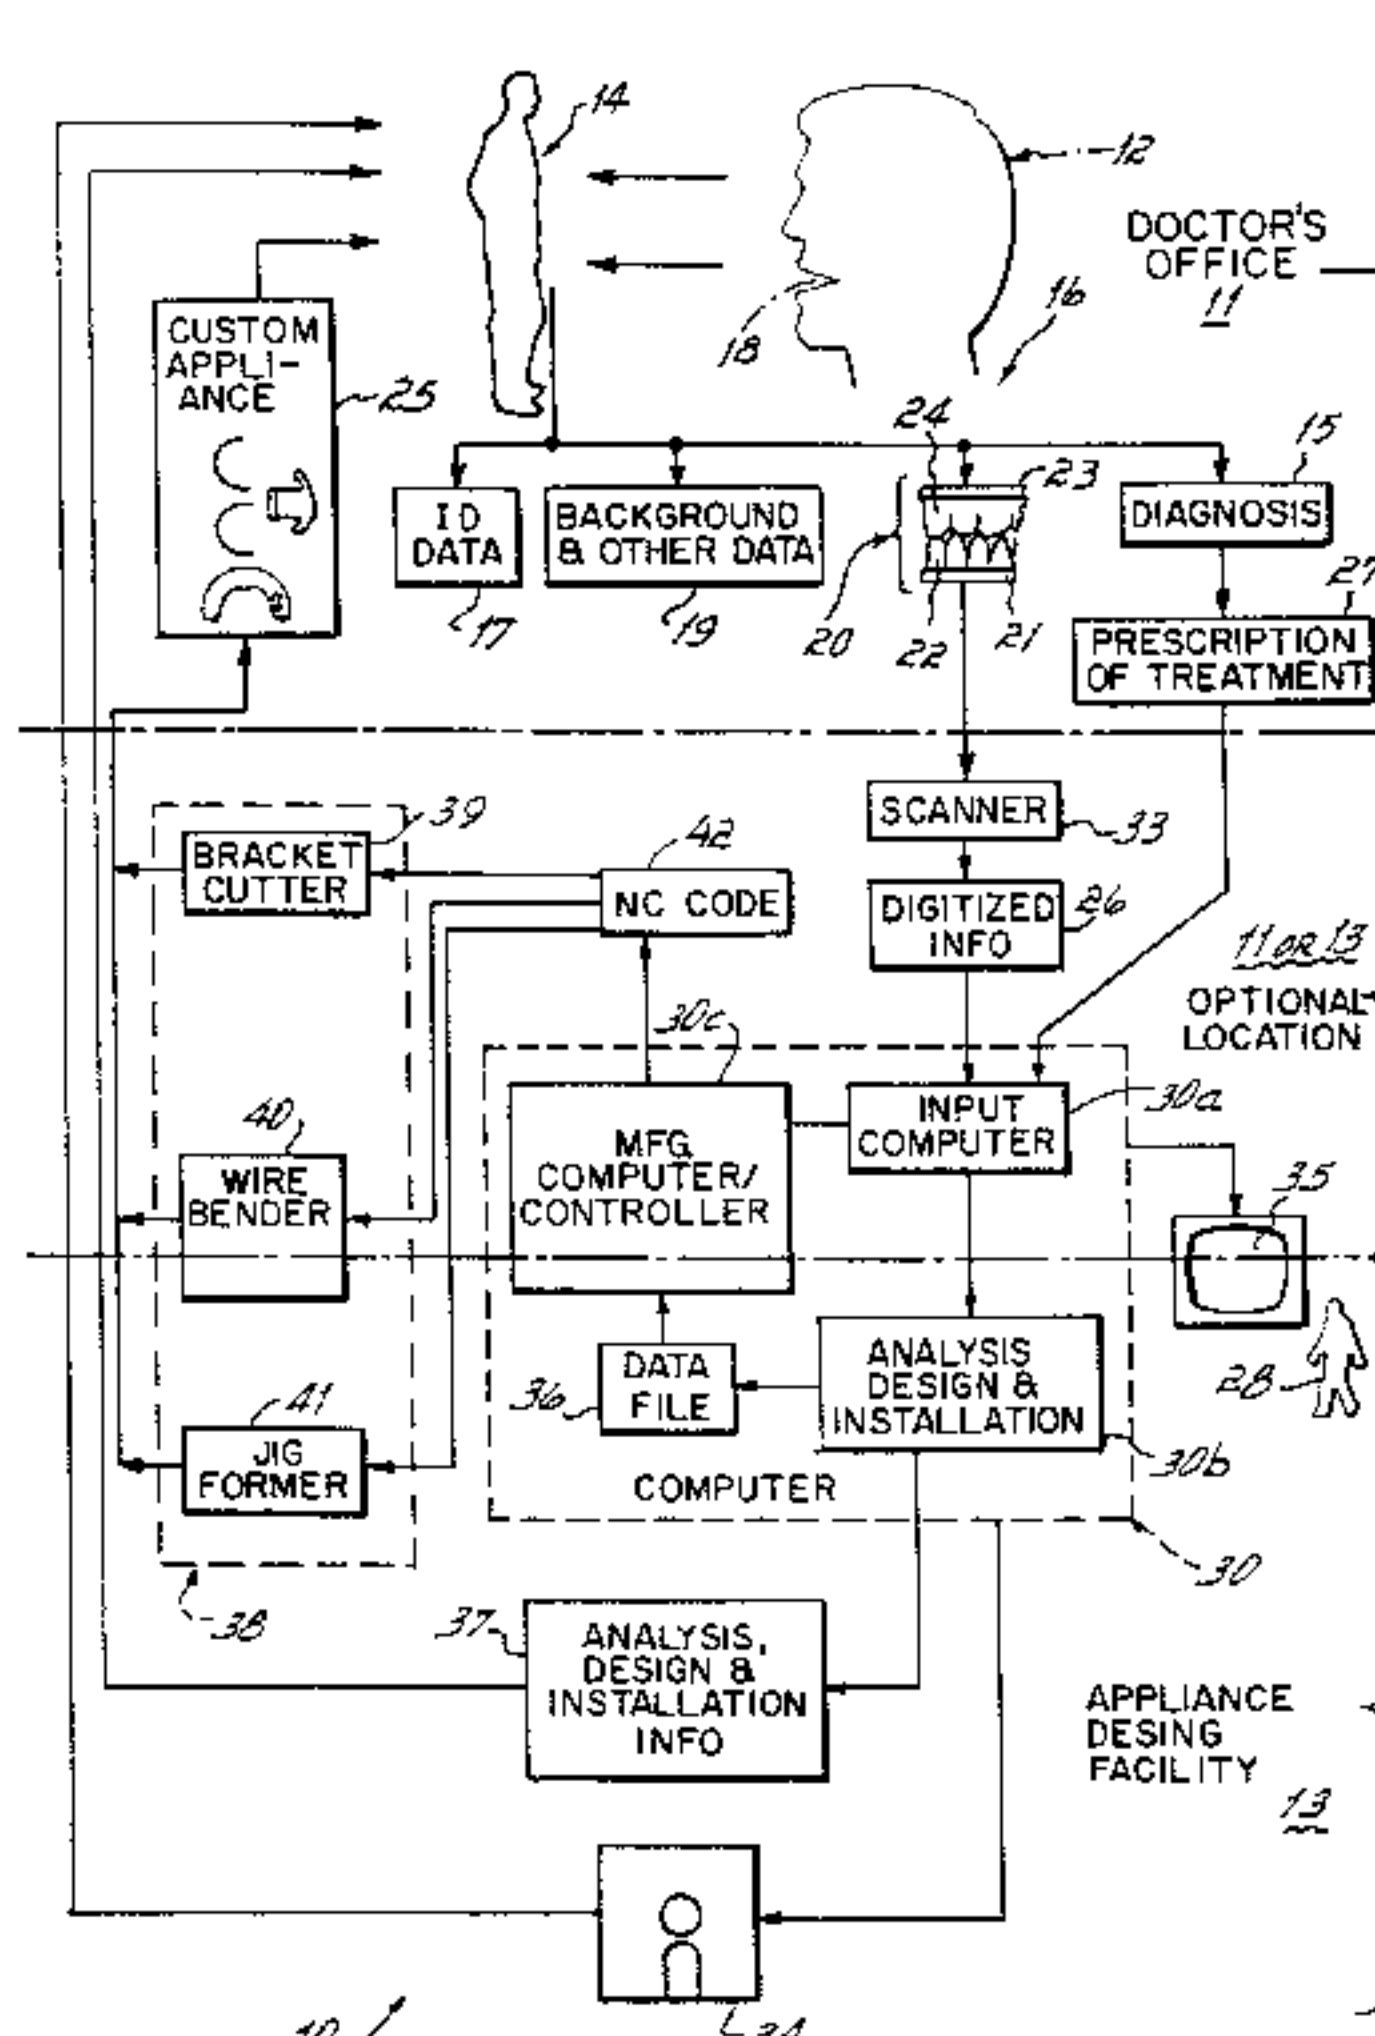 14
12
DOCTOR'S
OFFICE
11
16
18
CUSTOM
APPLI-
ANCE
25
24
15
23
ID
DATA
BACKGROUND
& OTHER DATA
DIAGNOSIS
20
22
21
17
19
27
PRESCRIPTION
OF TREATMENT
SCANNER
33
39
BRACKET
CUTTER
42
NC CODE
DIGITIZED
INFO
26
11 OR 13
OPTIONAL
LOCATION
30c
30a
INPUT
COMPUTER
MFG.
COMPUTER/
CONTROLLER
40
WIRE
BENDER
35
DATA
FILE
36
ANALYSIS
DESIGN &
INSTALLATION
28
41
JIG
FORMER
30b
COMPUTER
30
38
37
ANALYSIS,
DESIGN &
INSTALLATION
INFO
APPLIANCE
DESING
FACILITY
13